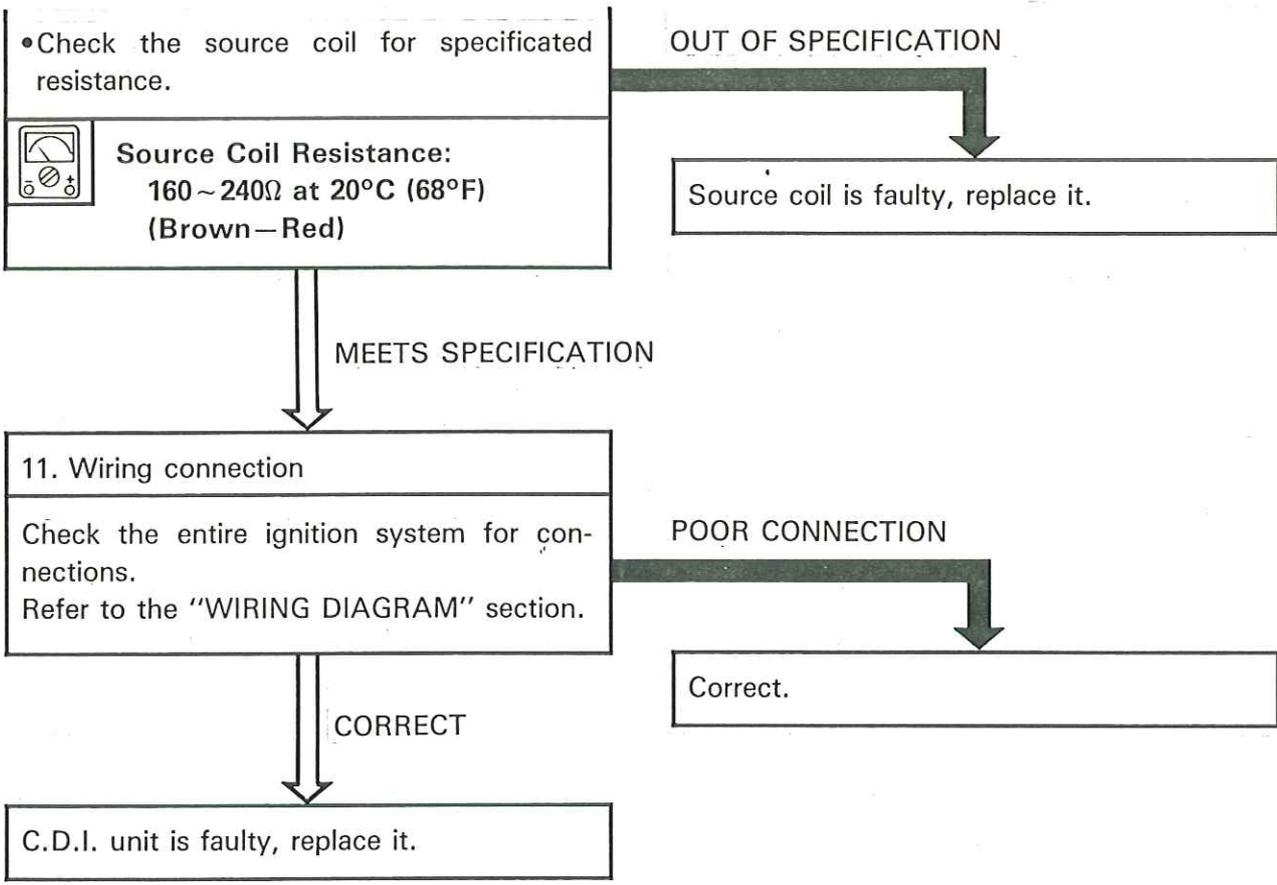 •Check the source coil for specificated
resistance.
OUT OF SPECIFICATION
Source Coil Resistance:
160~240Ω at 20°C (68°F)
(Brown—Red)
Source coil is faulty, replace it.
MEETS SPECIFICATION
11. Wiring connection
Check the entire ignition system for con-
nections.
Refer to the "WIRING DIAGRAM" section.
POOR CONNECTION
Correct.
CORRECT
C.D.I. unit is faulty, replace it.